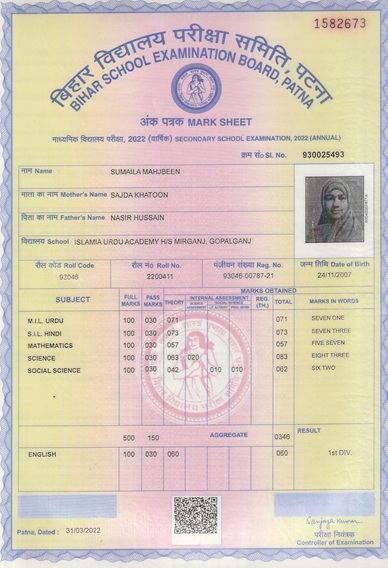 1582673
बिहार विद्यालय परीक्षा समिति, पटना
BIHAR SCHOOL EXAMINATION BOARD, PATNA
अंक पत्रक MARK SHEET
माध्यमिक विद्यालय परीक्षा, 2022 (वार्षिक) SECONDARY SCHOOL EXAMINATION, 2022 (ANNUAL)
क्रम सं० Sl. No. 930025493
नाम Name SUMAILA MAHJBEEN
माता का नाम Mother's Name SAJDA KHATOON
पिता का नाम Father's Name NASIR HUSSAIN
विद्यालय School ISLAMIA URDU ACADEMY H/S MIRGANJ, GOPALGANJ
रौल कोड Roll Code रौल न० Roll No. पंजीयन संख्या Reg. No. जन्म तिथि Date of Birth
93046 2200411 93046-00787-21 24/11/2007
MARKS OBTAINED
SUBJECT FULL MARKS PASS MARKS THEORY INTERNAL ASSESSMENT REG. (TH.) TOTAL MARKS IN WORDS
M.I.L. URDU 100 030 071 071 SEVEN ONE
S.I.L. HINDI 100 030 073 073 SEVEN THREE
MATHEMATICS 100 030 057 057 FIVE SEVEN
SCIENCE 100 030 063 020 083 EIGHT THREE
SOCIAL SCIENCE 100 030 042 010 010 062 SIX TWO
500 150 AGGREGATE 0346 RESULT
ENGLISH 100 030 060 060 1st DIV.
Patna, Dated : 31/03/2022
Sanjay Kumar
परीक्षा नियंत्रक
Controller of Examination